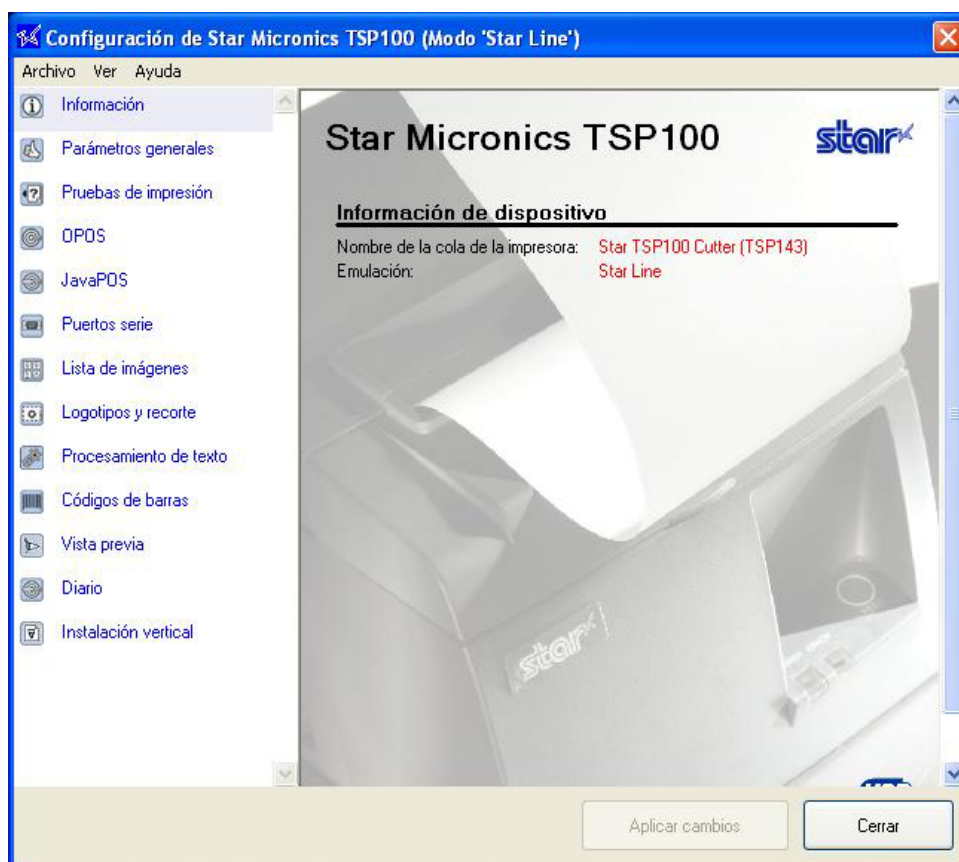 Configuración de Star Micronics TSP100 (Modo 'Star Line')
Archivo Ver Ayuda
Información
Parámetros generales
Pruebas de impresión
OPOS
JavaPOS
Puertos serie
Lista de imágenes
Logotipos y recorte
Procesamiento de texto
Códigos de barras
Vista previa
Diario
Instalación vertical
Star Micronics TSP100
star
Información de dispositivo
Nombre de la cola de la impresora: Star TSP100 Cutter (TSP143)
Emulación: Star Line
star
Aplicar cambios
Cerrar